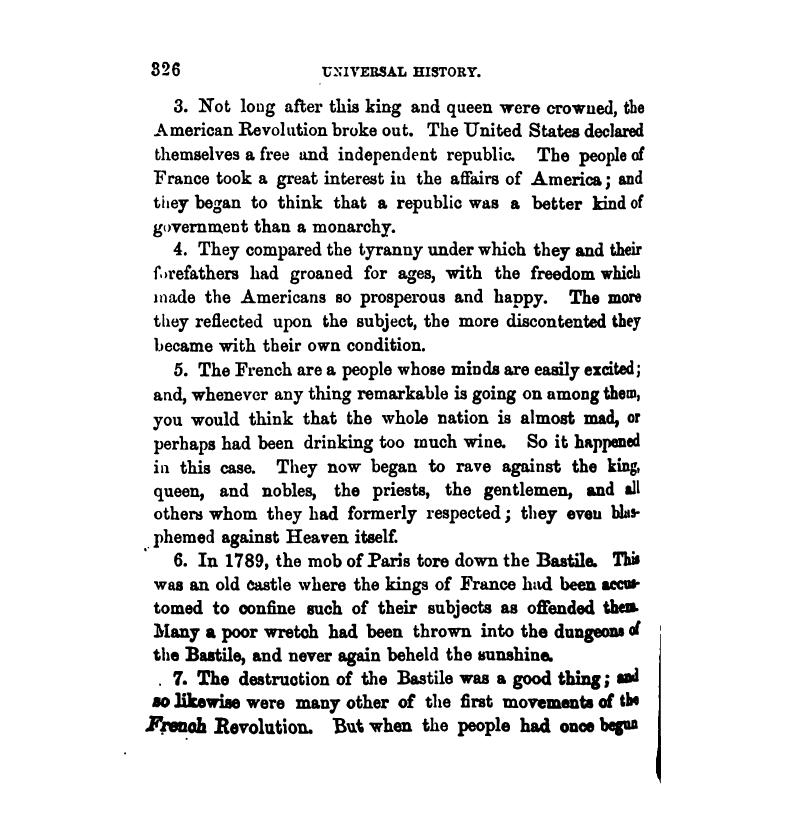 326 UNIVERSAL HISTORY.
3. Not long after this king and queen were crowned, the
American Revolution broke out. The United States declared
themselves a free and independent republic. The people of
France took a great interest in the affairs of America; and
they began to think that a republic was a better kind of
government than a monarchy.
4. They compared the tyranny under which they and their
forefathers had groaned for ages, with the freedom which
made the Americans so prosperous and happy. The more
they reflected upon the subject, the more discontented they
became with their own condition.
5. The French are a people whose minds are easily excited;
and, whenever any thing remarkable is going on among them,
you would think that the whole nation is almost mad, or
perhaps had been drinking too much wine. So it happened
in this case. They now began to rave against the king,
queen, and nobles, the priests, the gentlemen, and all
others whom they had formerly respected; they even blas-
phemed against Heaven itself.
6. In 1789, the mob of Paris tore down the Bastile. This
was an old castle where the kings of France had been accus-
tomed to confine such of their subjects as offended them.
Many a poor wretch had been thrown into the dungeons of
the Bastile, and never again beheld the sunshine.
7. The destruction of the Bastile was a good thing; and
so likewise were many other of the first movements of the
French Revolution. But when the people had once begun